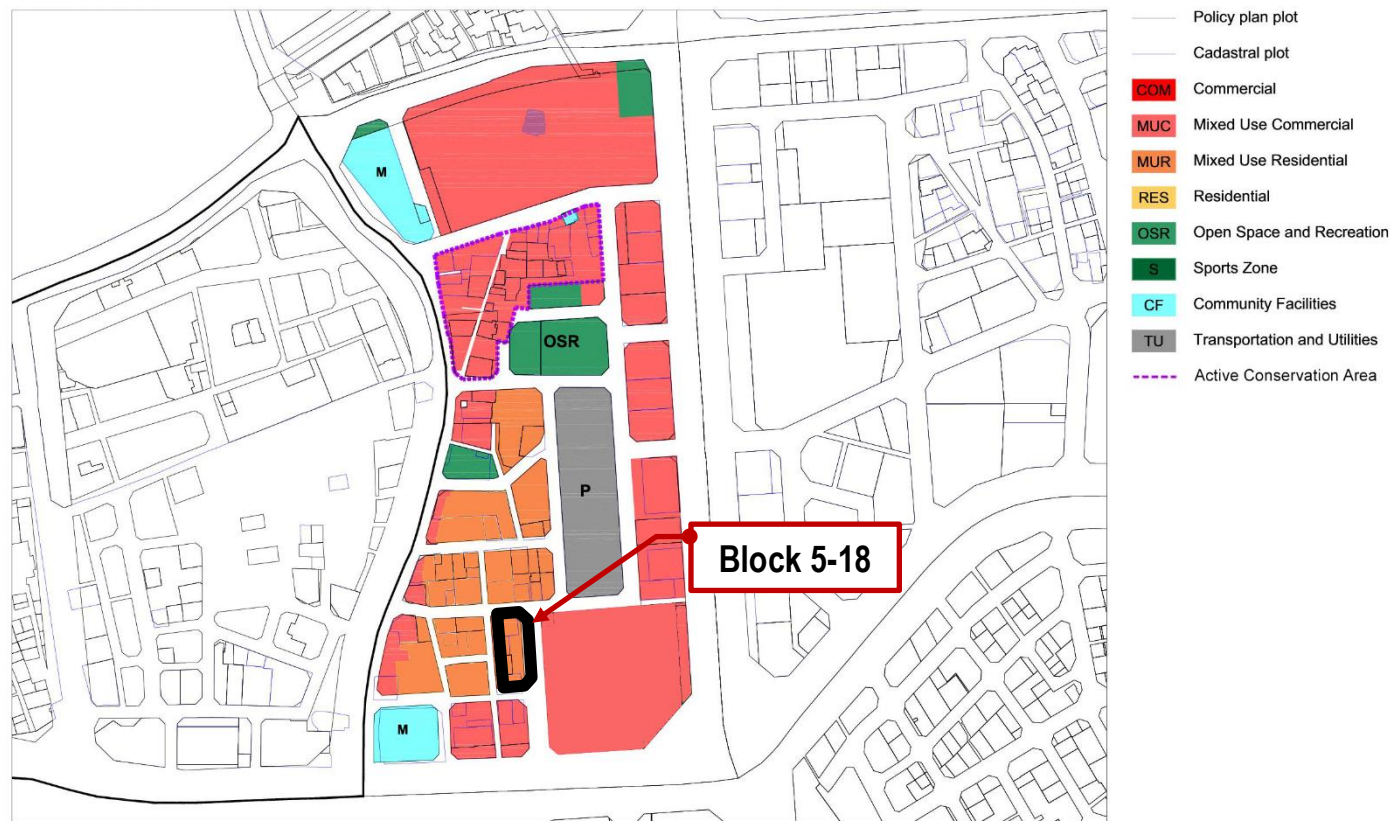 Policy plan plot
Cadastral plot
COM Commercial
MUC Mixed Use Commercial
MUR Mixed Use Residential
RES Residential
OSR Open Space and Recreation
S Sports Zone
CF Community Facilities
TU Transportation and Utilities
Active Conservation Area
M
OSR
P
Block 5-18
M